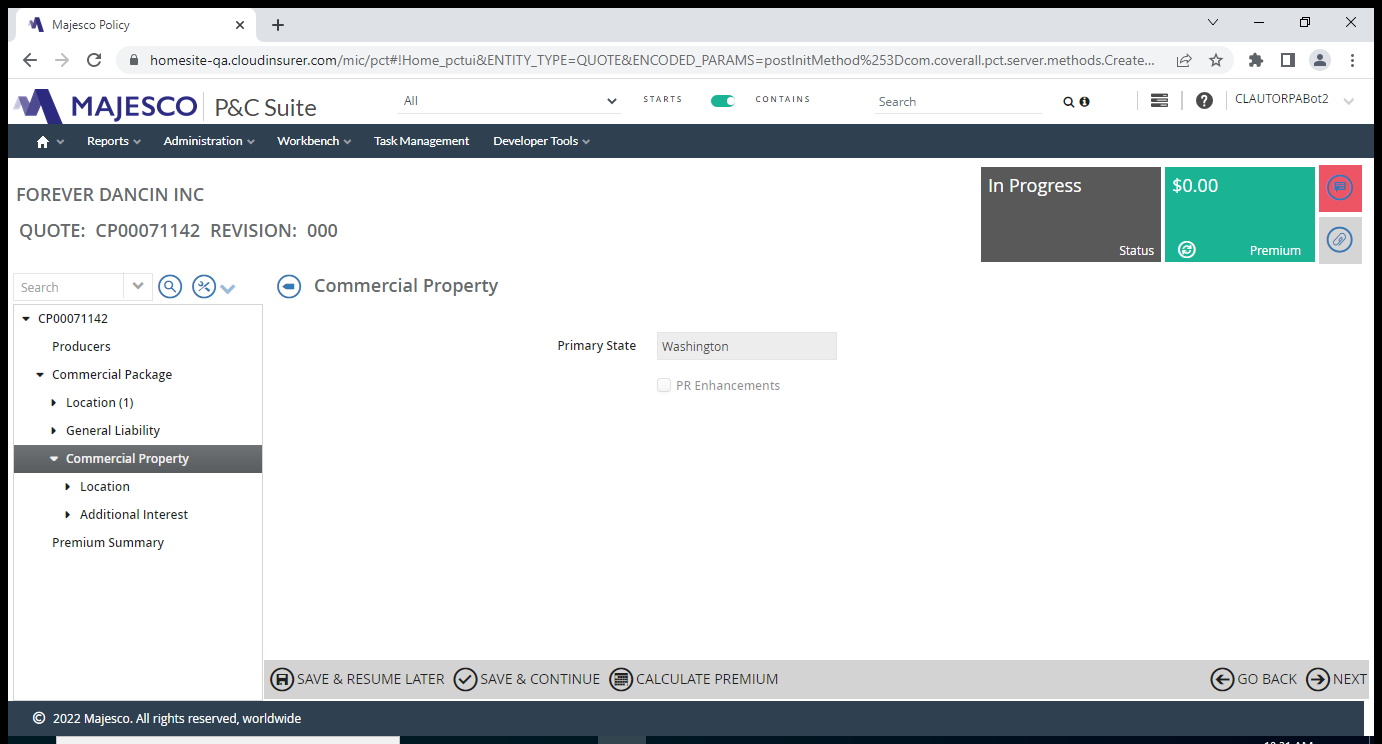 Majesco Policy
homesite-qa.cloudinsurer.com/mic/pct#!Home_pctui&ENTITY_TYPE=QUOTE&ENCODED_PARAMS=postInitMethod%253Dcom.coverall.pct.server.methods.Create...
MAJESCO P&C Suite All STARTS CONTAINS Search CLAUTORPABot2
Reports Administration Workbench Task Management Developer Tools
FOREVER DANCIN INC
QUOTE: CP00071142 REVISION: 000
In Progress
Status
$0.00
Premium
Search
CP00071142
Producers
Commercial Package
Location (1)
General Liability
Commercial Property
Location
Additional Interest
Premium Summary
Commercial Property
Primary State Washington
PR Enhancements
SAVE & RESUME LATER SAVE & CONTINUE CALCULATE PREMIUM GO BACK NEXT
© 2022 Majesco. All rights reserved, worldwide